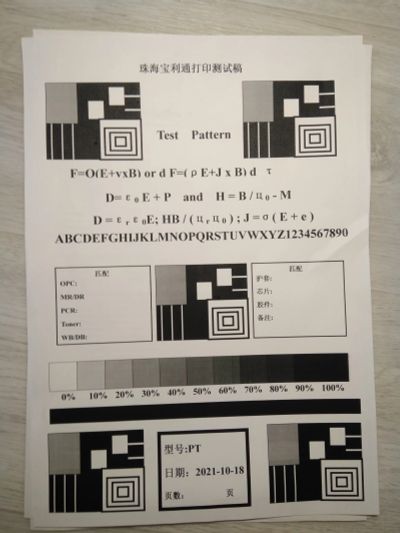 珠海宝利通打印测试稿
Test Pattern
F=O(E+vxB) or d F=(ρE+J x B) d τ
D=ε₀E + P and H = B /ц₀ - M
D = εᵣε₀E; HB / (цᵣц₀) ; J = σ( E + e )
ABCDEFGHIJKLMNOPQRSTUVWXYZ1234567890
匹配
OPC:
MR/DR
PCR:
Toner:
WB/DB:
匹配
护套:
芯片:
胶件:
备注:
0% 10% 20% 30% 40% 50% 60% 70% 80% 90% 100%
型号:PT
日期: 2021-10-18
页数: 页